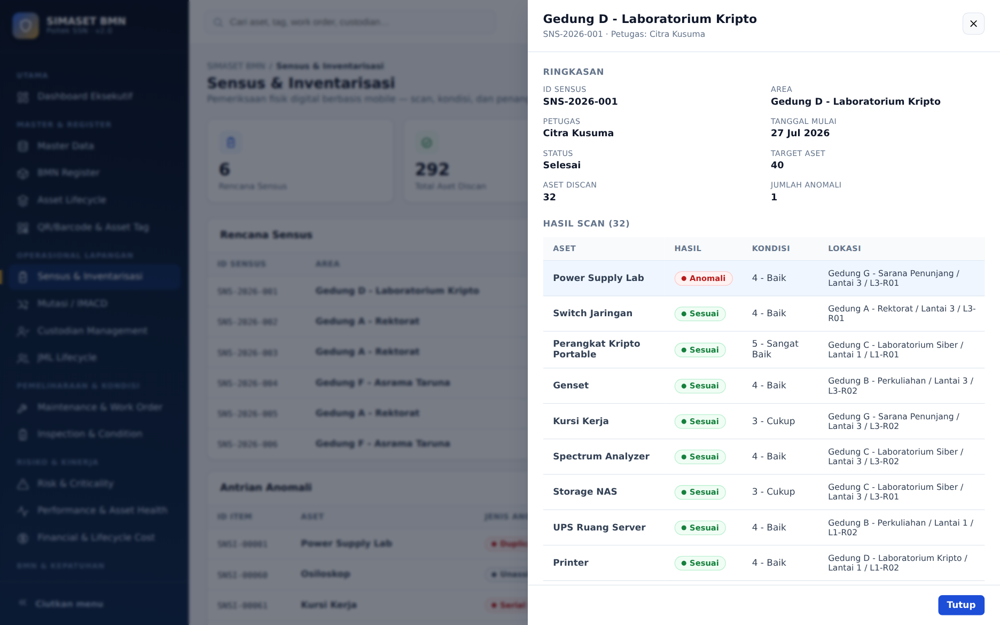 SIMASET BMN
Poltek SSN · v2.0
Cari aset, tag, work order, custodian...
UTAMA
Dashboard Eksekutif
MASTER & REGISTER
Master Data
BMN Register
Asset Lifecycle
QR/Barcode & Asset Tag
OPERASIONAL LAPANGAN
Sensus & Inventarisasi
Mutasi / IMACD
Custodian Management
JML Lifecycle
PEMELIHARAAN & KONDISI
Maintenance & Work Order
Inspection & Condition
RISIKO & KINERJA
Risk & Criticality
Performance & Asset Health
Financial & Lifecycle Cost
BMN & KEPATUHAN
Ciutkan menu
SIMASET BMN / Sensus & Inventarisasi
Sensus & Inventarisasi
Pemeriksaan fisik digital berbasis mobile — scan, kondisi, dan
6
Rencana Sensus
292
Total Aset Discan
Rencana Sensus
ID SENSUS AREA
SNS-2026-001 Gedung D - Laboratorium Kripto
SNS-2026-002 Gedung A - Rektorat
SNS-2026-003 Gedung A - Rektorat
SNS-2026-004 Gedung F - Asrama Taruna
SNS-2026-005 Gedung A - Rektorat
SNS-2026-006 Gedung F - Asrama Taruna
Antrian Anomali
ID ITEM ASET JENIS
SNSI-00001 Power Supply Lab
SNSI-00060 Osiloskop
SNSI-00061 Kursi Kerja Serial
Gedung D - Laboratorium Kripto
SNS-2026-001 · Petugas: Citra Kusuma
RINGKASAN
ID SENSUS AREA
SNS-2026-001 Gedung D - Laboratorium Kripto
PETUGAS TANGGAL MULAI
Citra Kusuma 27 Jul 2026
STATUS TARGET ASET
Selesai 40
ASET DISCAN JUMLAH ANOMALI
32 1
HASIL SCAN (32)
ASET HASIL KONDISI LOKASI
Power Supply Lab Anomali 4 - Baik Gedung G - Sarana Penunjang /
Lantai 3 / L3-R01
Switch Jaringan Sesuai 4 - Baik Gedung A - Rektorat / Lantai 3 / L3-
R01
Perangkat Kripto
Portable Sesuai 5 - Sangat
Baik Gedung C - Laboratorium Siber /
Lantai 1 / L1-R01
Genset Sesuai 4 - Baik Gedung B - Perkuliahan / Lantai 3 /
L3-R02
Kursi Kerja Sesuai 3 - Cukup Gedung G - Sarana Penunjang /
Lantai 3 / L3-R02
Spectrum Analyzer Sesuai 4 - Baik Gedung C - Laboratorium Siber /
Lantai 3 / L3-R02
Storage NAS Sesuai 3 - Cukup Gedung C - Laboratorium Siber /
Lantai 3 / L3-R01
UPS Ruang Server Sesuai 4 - Baik Gedung B - Perkuliahan / Lantai 1 /
L1-R02
Printer Sesuai 4 - Baik Gedung D - Laboratorium Kripto /
Lantai 1 / L1-R02
Tutup